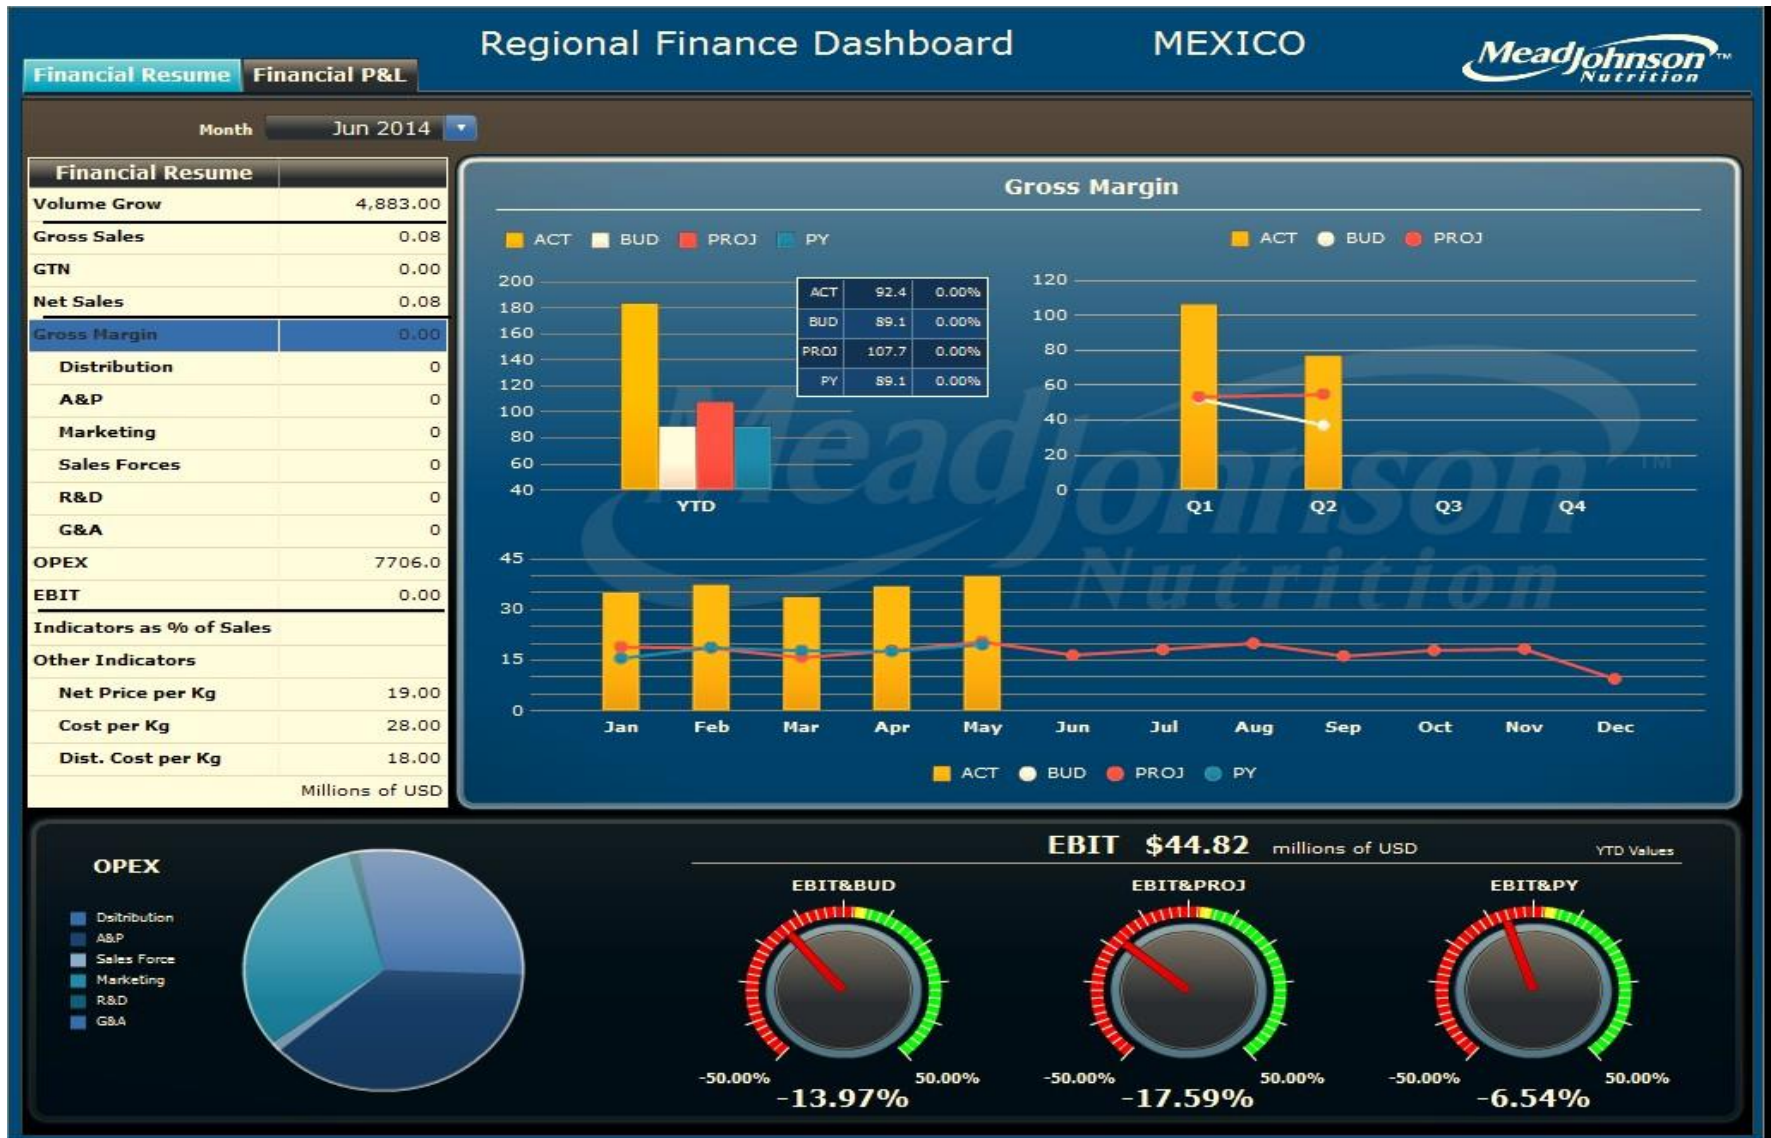 Regional Finance Dashboard MEXICO
MeadJohnson™
Nutrition
Financial Resume Financial P&L
Month Jun 2014
Financial Resume
Volume Grow 4,883.00
Gross Sales 0.08
GTN 0.00
Net Sales 0.08
Gross Margin 0.00
Distribution 0
A&P 0
Marketing 0
Sales Forces 0
R&D 0
G&A 0
OPEX 7706.0
EBIT 0.00
Indicators as % of Sales
Other Indicators
Net Price per Kg 19.00
Cost per Kg 28.00
Dist. Cost per Kg 18.00
Millions of USD
Gross Margin
ACT BUD PROJ PY
200
180
160
140
120
100
80
60
40
YTD
ACT 92.4 0.00%
BUD 89.1 0.00%
PROJ 107.7 0.00%
PY 89.1 0.00%
ACT BUD PROJ
120
100
80
60
40
20
0
Q1 Q2 Q3 Q4
MeadJohnson TM
Nutrition
45
30
15
0
Jan Feb Mar Apr May Jun Jul Aug Sep Oct Nov Dec
ACT BUD PROJ PY
OPEX
Dsitribution
A&P
Sales Force
Marketing
R&D
G&A
EBIT $44.82 millions of USD YTD Values
EBIT&BUD EBIT&PROJ EBIT&PY
-50.00% 50.00% -50.00% 50.00% -50.00% 50.00%
-13.97% -17.59% -6.54%